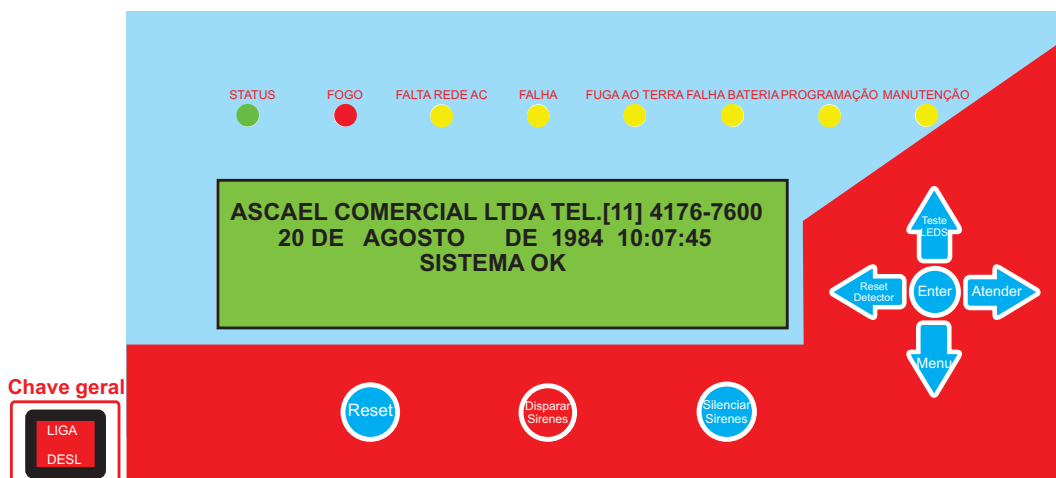 STATUS FOGO FALTA REDE AC FALHA FUGA AO TERRA FALHA BATERIA PROGRAMAÇÃO MANUTENÇÃO
ASCAEL COMERCIAL LTDA TEL.[11] 4176-7600
20 DE AGOSTO DE 1984 10:07:45
SISTEMA OK
Teste
LEDS
Reset
Detector
Enter
Atender
Menu
Chave geral
LIGA
DESL
Reset
Disparar
Sirenes
Silenciar
Sirenes